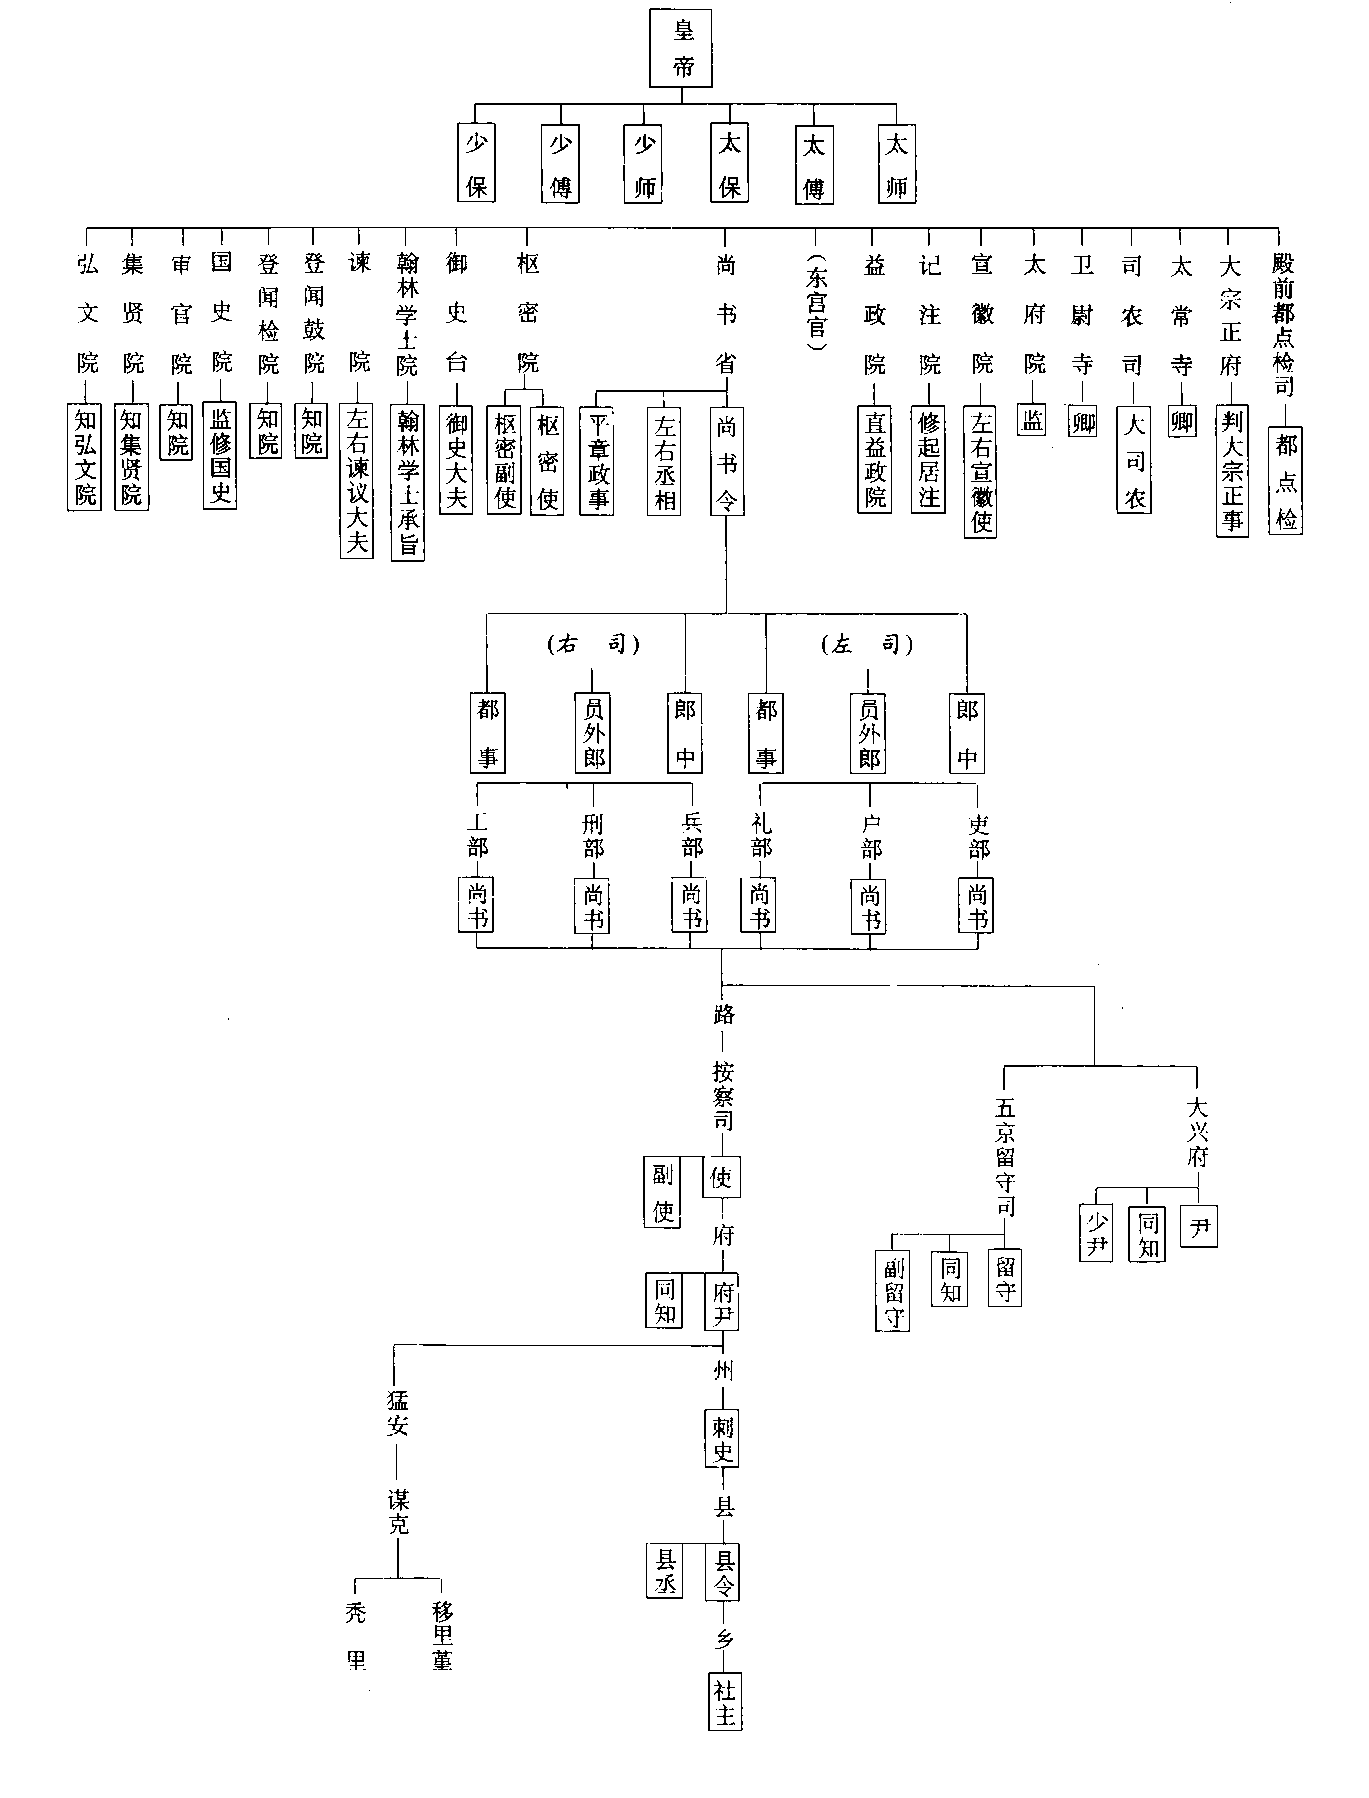 皇帝
少保
少傅
少师
太保
太傅
太师
弘文院
集贤院
审官院
国史院
登闻检院
登闻鼓院
谏院
翰林学士院
御史台
枢密院
尚书省
（东宫官）
益政院
记注院
宣徽院
太府院
卫尉寺
司农司
太常寺
大宗正府
殿前都点检司
知弘文院
知集贤院
知院
监修国史
知院
知院
左右谏议大夫
翰林学士承旨
御史大夫
枢密副使
枢密使
平章政事
左右丞相
尚书令
直益政院
修起居注
左右宣徽使
监
卿
大司农
卿
判大宗正事
都点检
(右司)
(左司)
都事
员外郎
郎中
都事
员外郎
郎中
工部
刑部
兵部
礼部
户部
吏部
尚书
尚书
尚书
尚书
尚书
尚书
路
按察司
副使
使
府
同知
府尹
五京留守司
大兴府
副留守
同知
留守
少尹
同知
尹
州
刺史
县
县丞
县令
乡
社主
猛安
谋克
秃里
移里堇